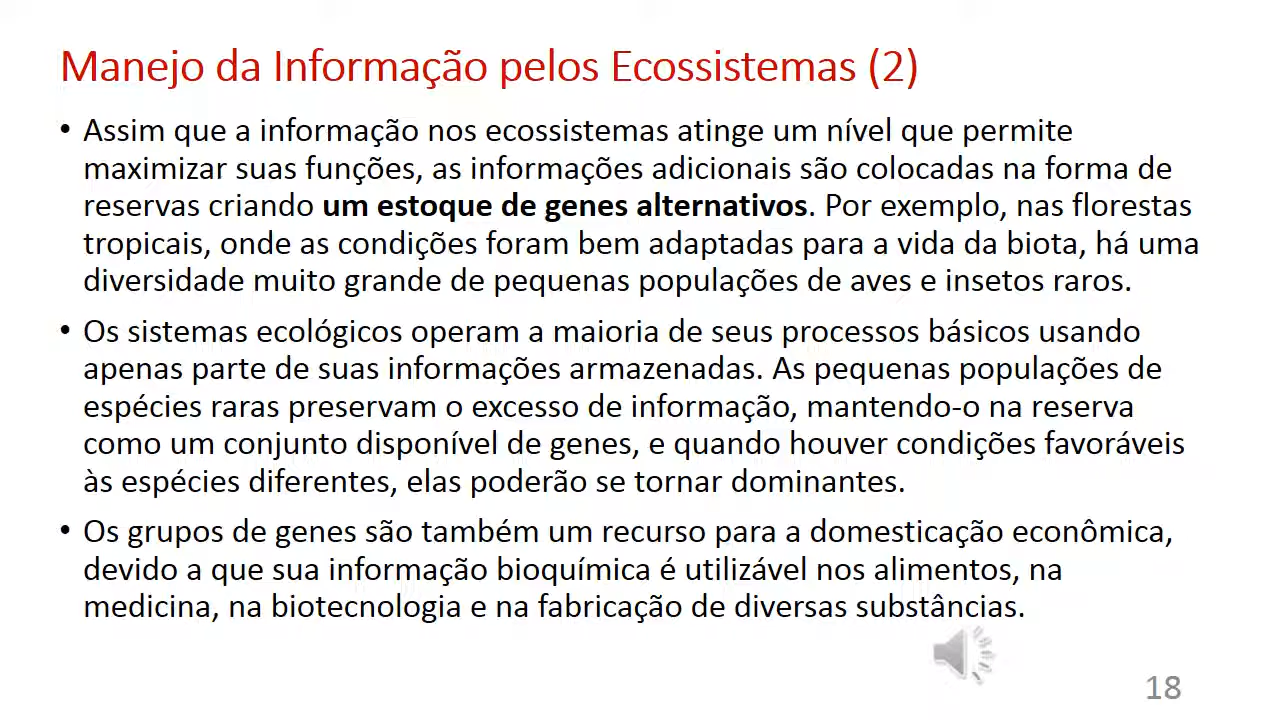 Manejo da Informação pelos Ecossistemas (2)
• Assim que a informação nos ecossistemas atinge um nível que permite
maximizar suas funções, as informações adicionais são colocadas na forma de
reservas criando um estoque de genes alternativos. Por exemplo, nas florestas
tropicais, onde as condições foram bem adaptadas para a vida da biota, há uma
diversidade muito grande de pequenas populações de aves e insetos raros.
• Os sistemas ecológicos operam a maioria de seus processos básicos usando
apenas parte de suas informações armazenadas. As pequenas populações de
espécies raras preservam o excesso de informação, mantendo-o na reserva
como um conjunto disponível de genes, e quando houver condições favoráveis
às espécies diferentes, elas poderão se tornar dominantes.
• Os grupos de genes são também um recurso para a domesticação econômica,
devido a que sua informação bioquímica é utilizável nos alimentos, na
medicina, na biotecnologia e na fabricação de diversas substâncias.
18